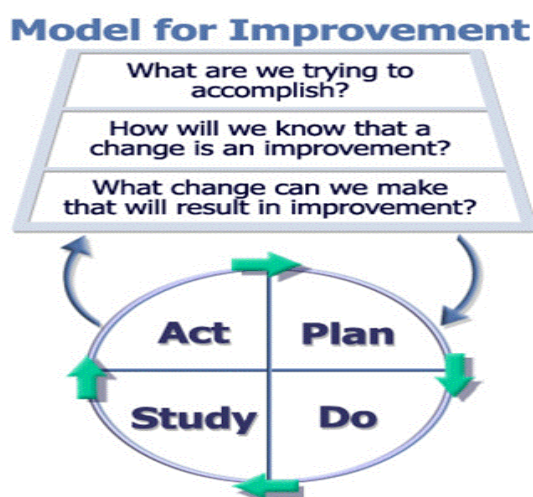 Model for Improvement
What are we trying to
accomplish?
How will we know that a
change is an improvement?
What change can we make
that will result in improvement?
Act
Plan
Study
Do